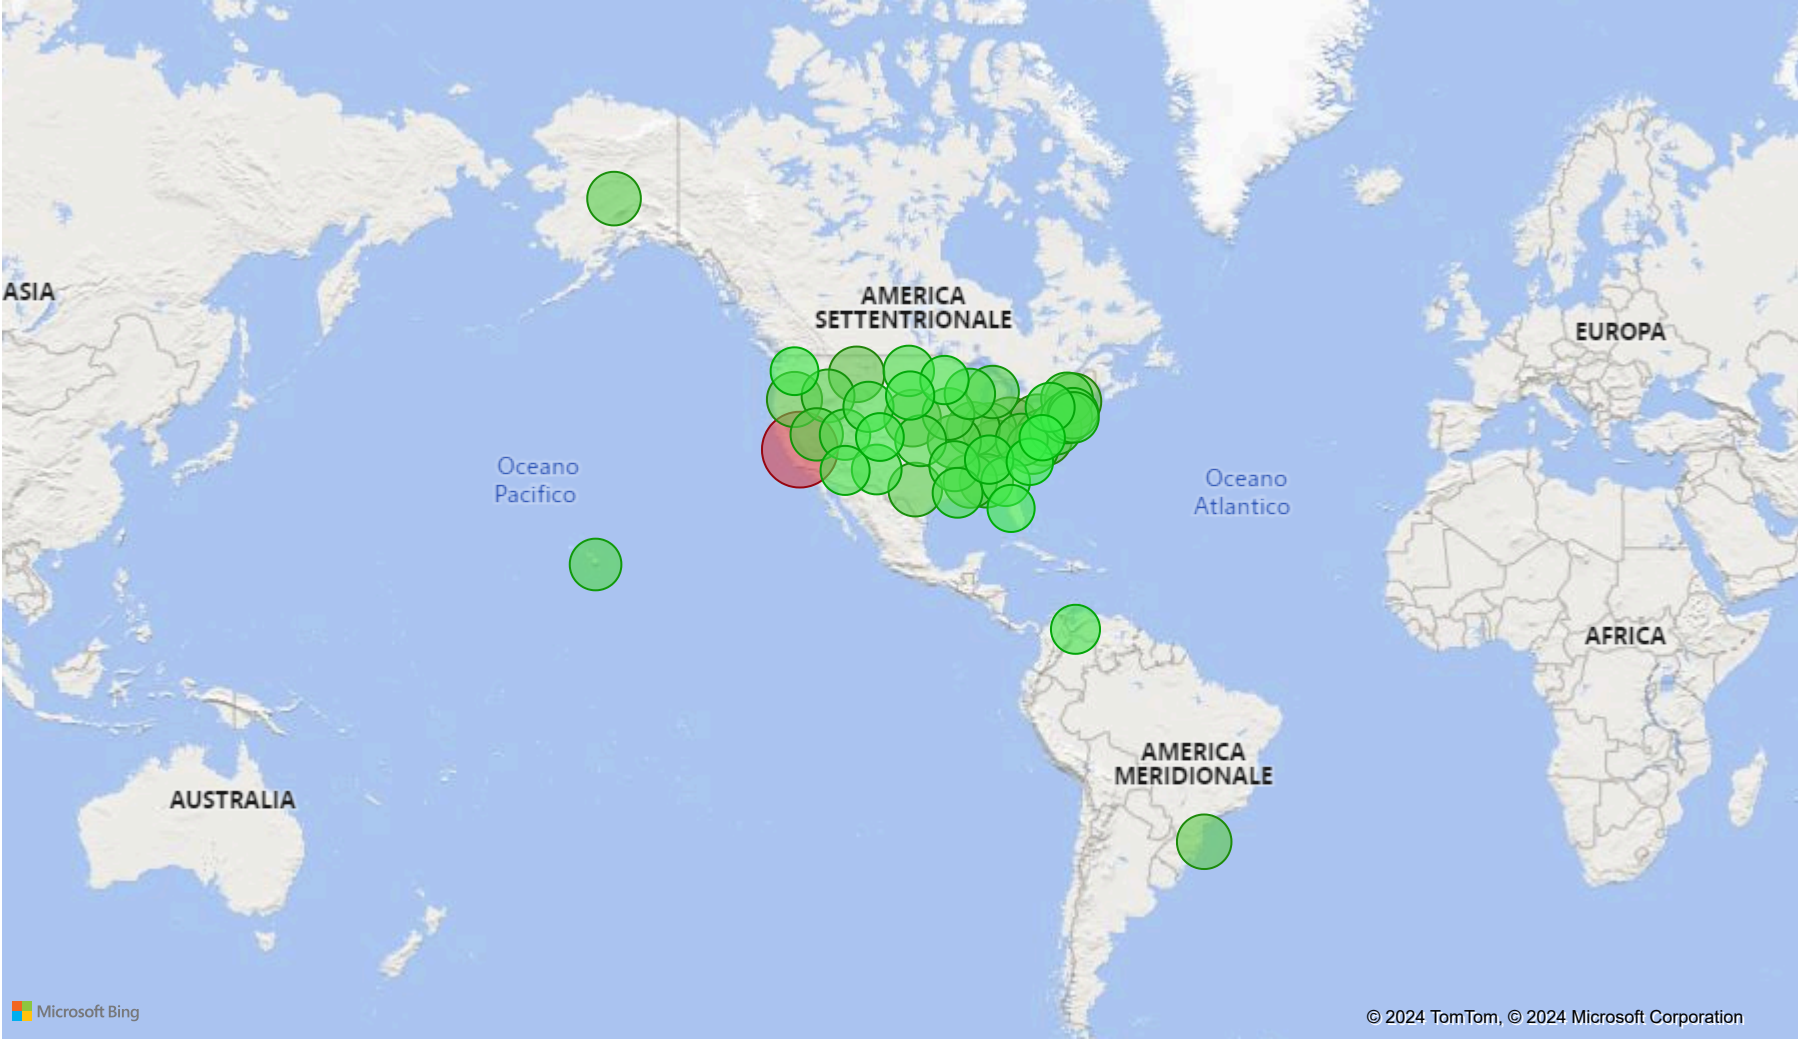 ASIA
AMERICA
SETTENTRIONALE
EUROPA
Oceano
Pacifico
Oceano
Atlantico
AFRICA
AMERICA
MERIDIONALE
AUSTRALIA
Microsoft Bing
© 2024 TomTom, © 2024 Microsoft Corporation